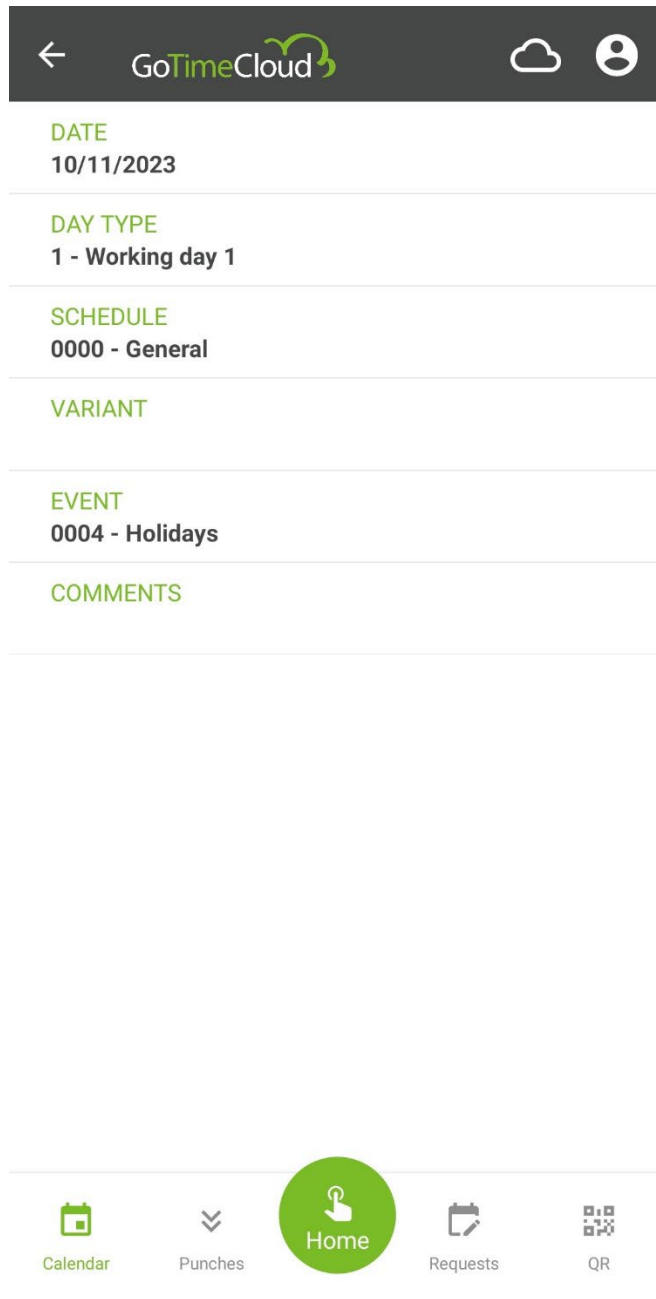 GoTimeCloud
DATE
10/11/2023
DAY TYPE
1 - Working day 1
SCHEDULE
0000 - General
VARIANT
EVENT
0004 - Holidays
COMMENTS
Calendar
Punches
Home
Requests
QR